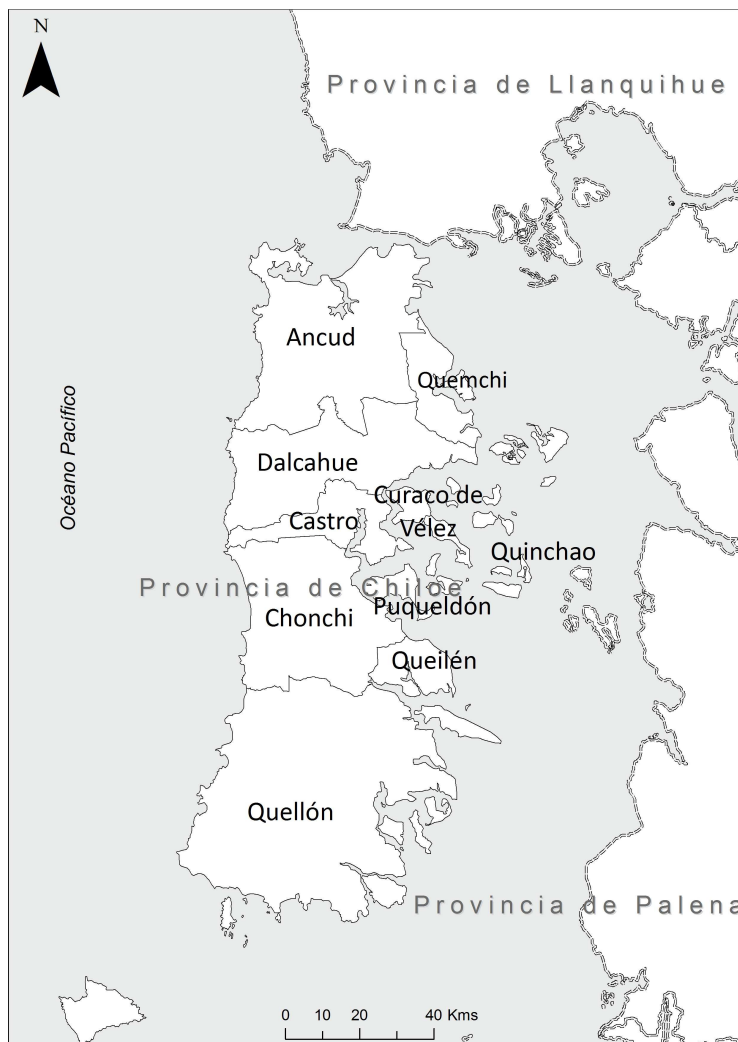 N
Provincia de Llanquihue
Ancud
Quemchi
Océano Pacífico
Dalcahue
Curaco de
Vélez
Castro
Quinchao
Provincia de Chiloé
Puqueldón
Chonchi
Queilén
Quellón
Provincia de Palena
0 10 20 40 Kms